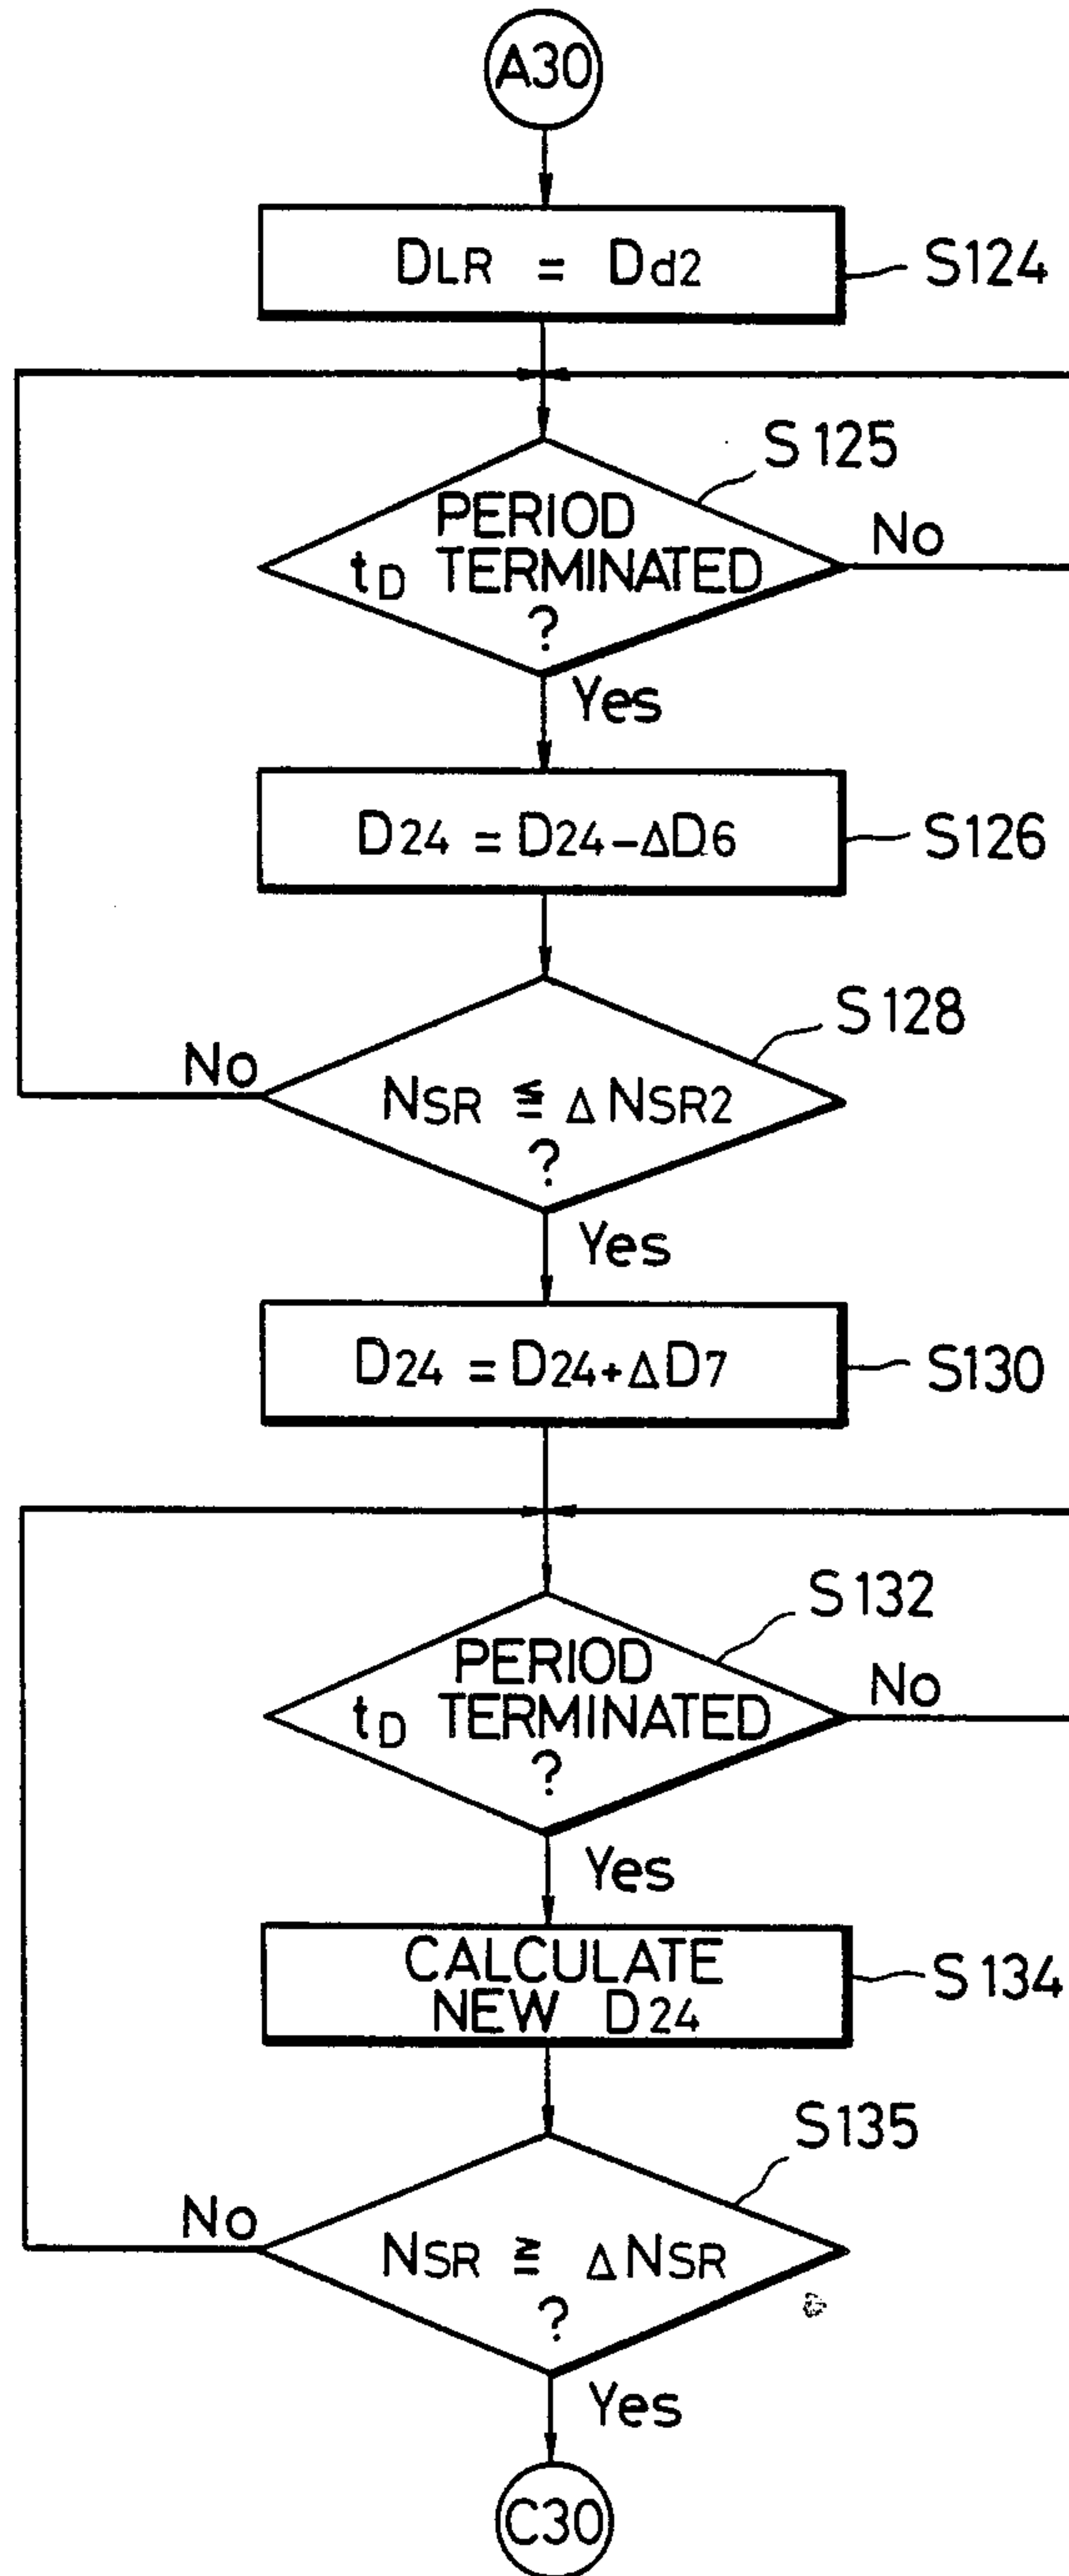 A30
DLR = Dd2
S124
S125
PERIOD
tD TERMINATED
?
No
Yes
D24 = D24-ΔD6
S126
S128
No
NSR ≦ ΔNSR2
?
Yes
D24 = D24+ΔD7
S130
S132
PERIOD
tD TERMINATED
?
No
Yes
CALCULATE
NEW D24
S134
S135
No
NSR ≧ ΔNSR
?
Yes
C30